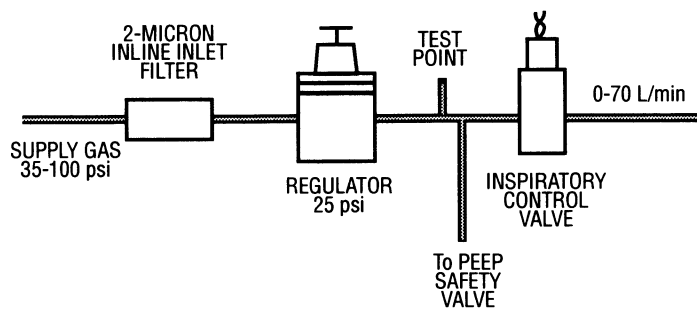 2-MICRON
INLINE INLET
FILTER
SUPPLY GAS
35-100 psi
REGULATOR
25 psi
TEST
POINT
To PEEP
SAFETY
VALVE
INSPIRATORY
CONTROL
VALVE
0-70 L/min